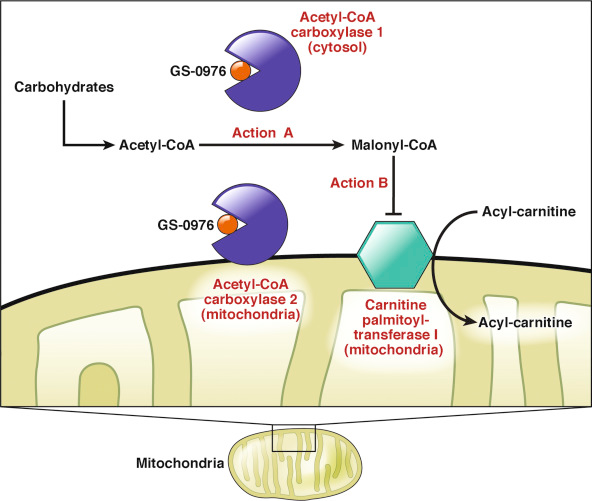 Acetyl-CoA
carboxylase 1
(cytosol)
GS-0976
Carbohydrates
Acetyl-CoA
Action A
Malonyl-CoA
Action B
GS-0976
Acyl-carnitine
Acetyl-CoA
carboxylase 2
(mitochondria)
Carnitine
palmitoyl-
transferase I
(mitochondria)
Acyl-carnitine
Mitochondria